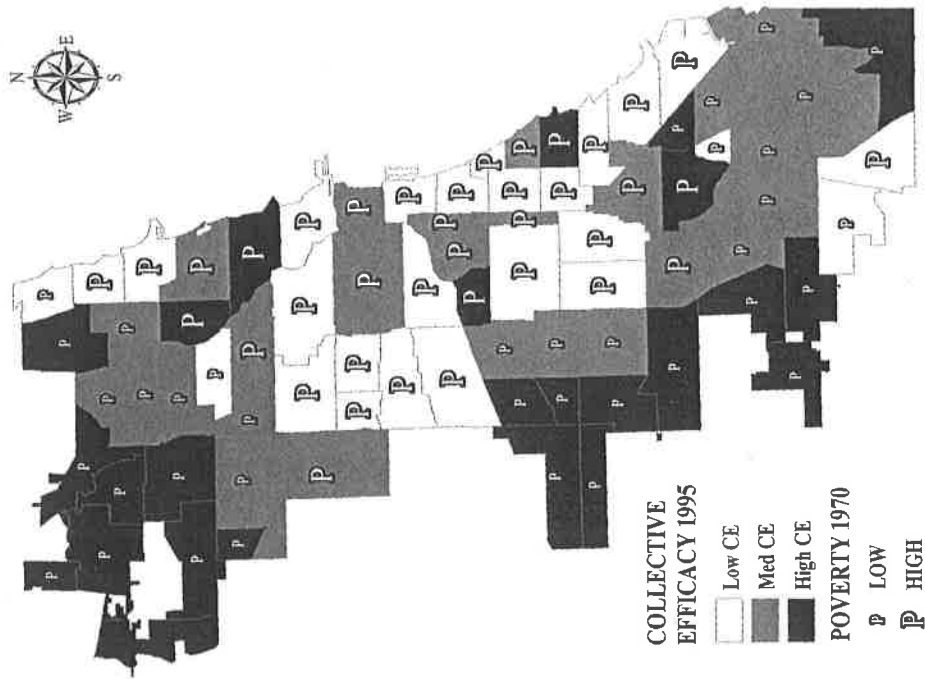 N
W E
S
P
P
P
P P
P P
P P
P P
P P
P P P
P P
P P P
P
P P P
P P P
P P P P
P
P P
P P
P P P
P P
P P P
P P P P P
P P P P P
P P
P P
P P
P P P
P P P P
P P
P P
P P P
P
P P
P
P P
COLLECTIVE
EFFICACY 1995
Low CE
Med CE
High CE
POVERTY 1970
P LOW
P HIGH